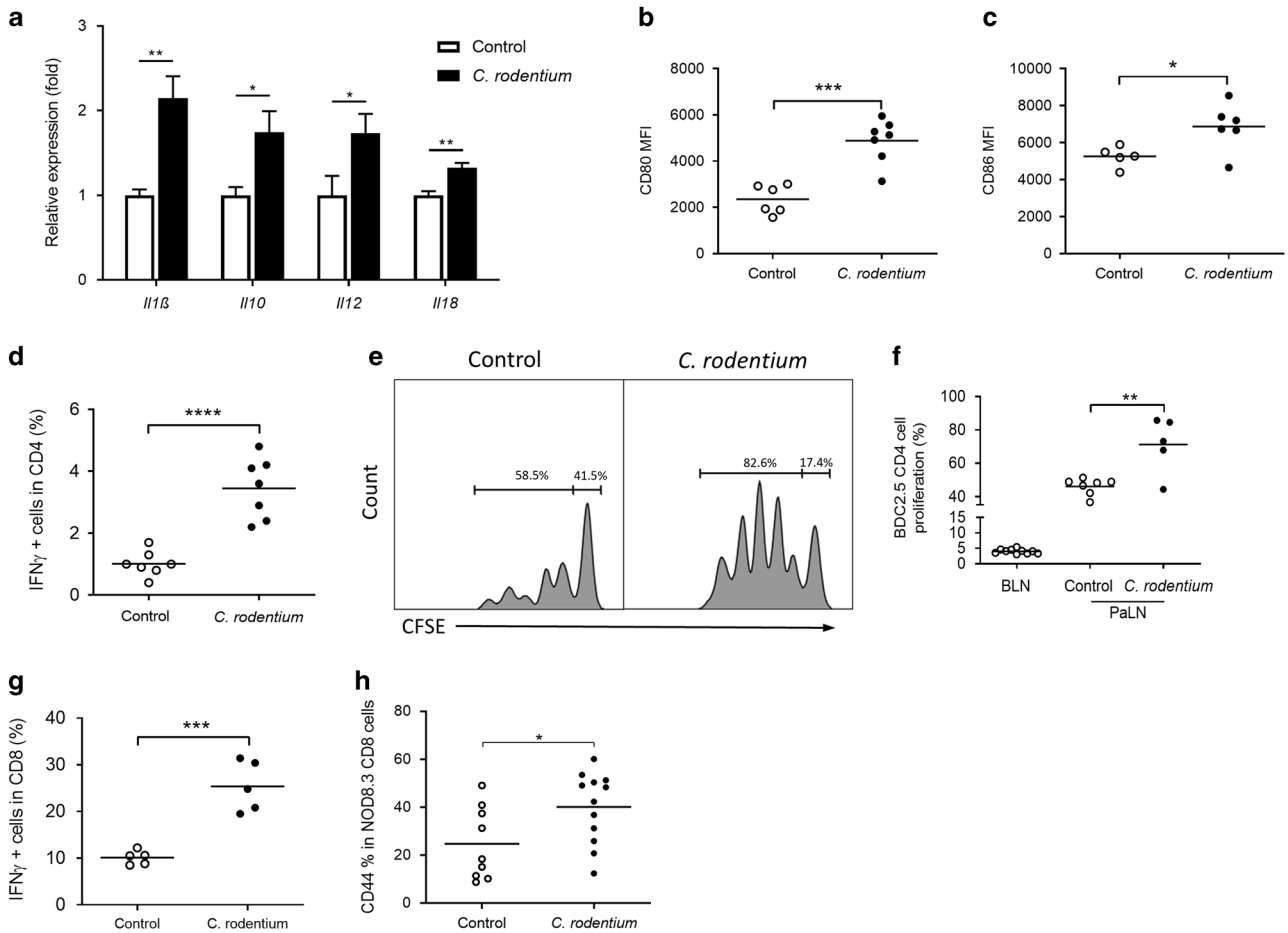 a
Relative expression (fold)
3
2
1
0
**
*
*
**
Control
C. rodentium
Il1ß
Il10
Il12
Il18
b
CD80 MFI
8000
6000
4000
2000
0
***
Control
C. rodentium
c
CD86 MFI
10000
8000
6000
4000
2000
0
*
Control
C. rodentium
d
IFNγ + cells in CD4 (%)
6
4
2
0
****
Control
C. rodentium
e
Control
C. rodentium
Count
58.5%
41.5%
82.6%
17.4%
CFSE
f
BDC2.5 CD4 cell
proliferation (%)
100
80
60
40
15
10
5
0
**
BLN
Control
C. rodentium
PaLN
g
IFNγ + cells in CD8 (%)
40
30
20
10
0
***
Control
C. rodentium
h
CD44 % in NOD8.3 CD8 cells
80
60
40
20
0
*
Control
C. rodentium